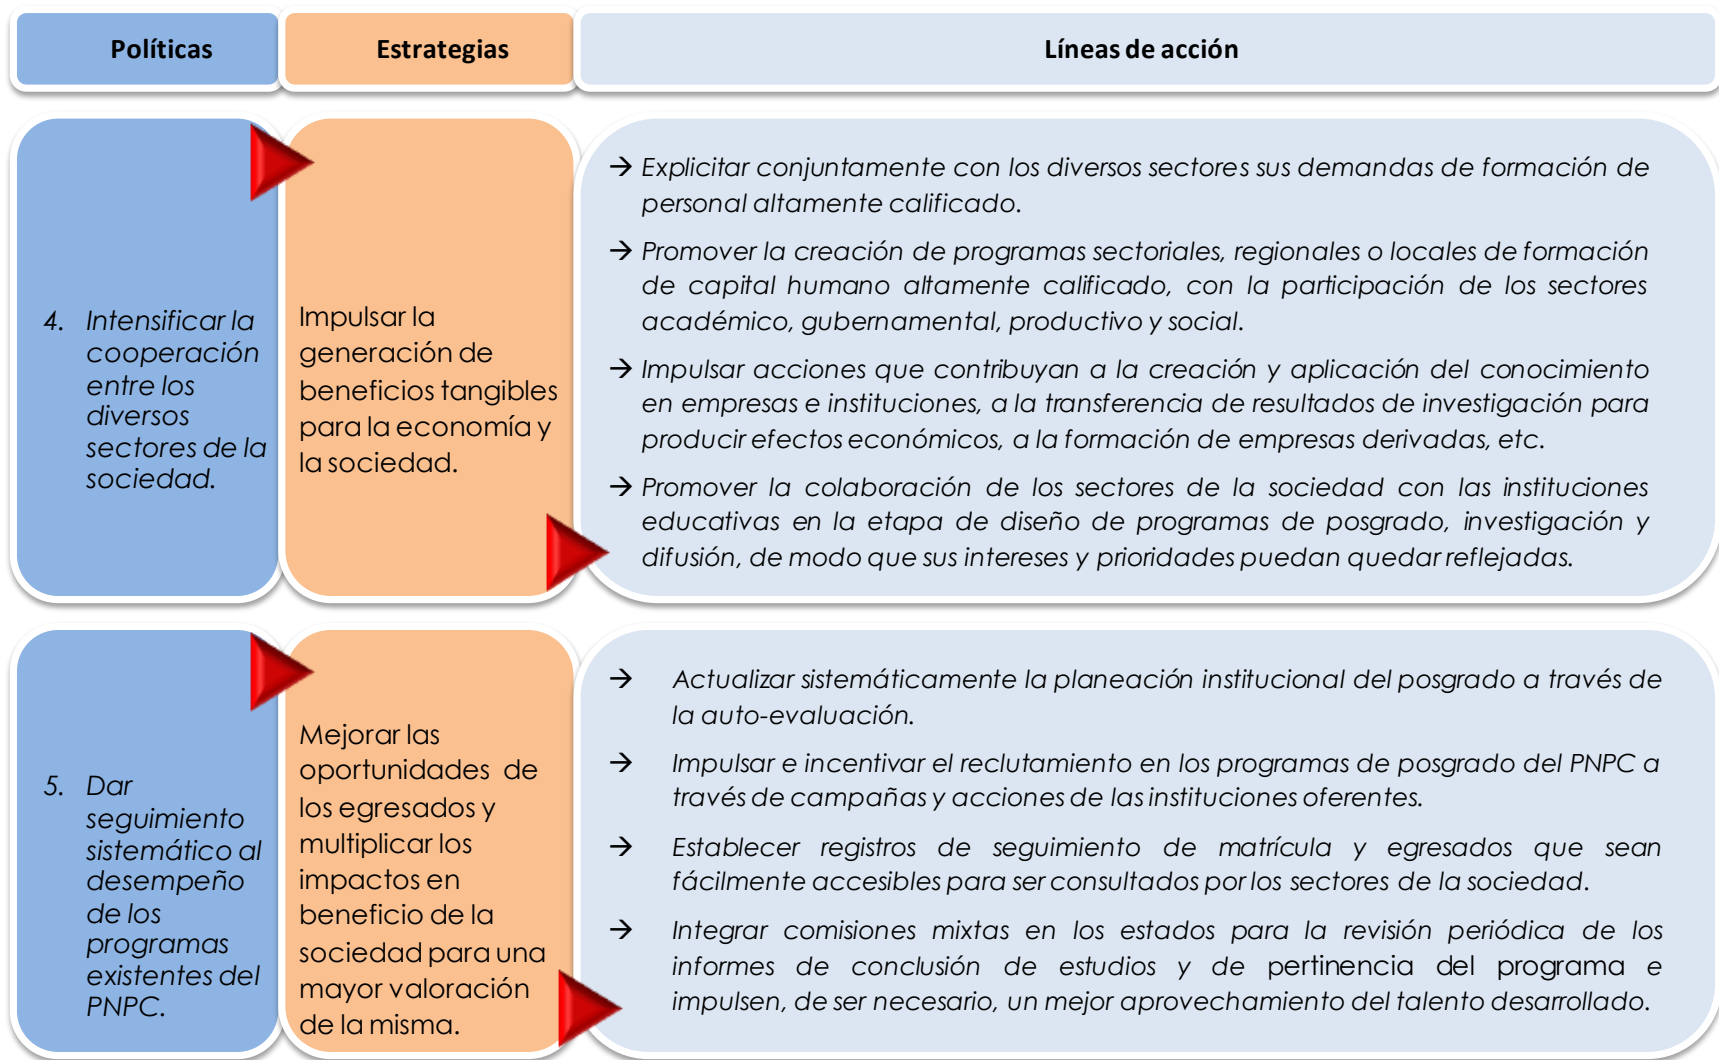 Políticas
Estrategias
Líneas de acción
4. Intensificar la
cooperación
entre los
diversos
sectores de la
sociedad.
Impulsar la
generación de
beneficios tangibles
para la economía y
la sociedad.
→ Explicitar conjuntamente con los diversos sectores sus demandas de formación de
personal altamente calificado.
→ Promover la creación de programas sectoriales, regionales o locales de formación
de capital humano altamente calificado, con la participación de los sectores
académico, gubernamental, productivo y social.
→ Impulsar acciones que contribuyan a la creación y aplicación del conocimiento
en empresas e instituciones, a la transferencia de resultados de investigación para
producir efectos económicos, a la formación de empresas derivadas, etc.
→ Promover la colaboración de los sectores de la sociedad con las instituciones
educativas en la etapa de diseño de programas de posgrado, investigación y
difusión, de modo que sus intereses y prioridades puedan quedar reflejadas.
5. Dar
seguimiento
sistemático al
desempeño
de los
programas
existentes del
PNPC.
Mejorar las
oportunidades de
los egresados y
multiplicar los
impactos en
beneficio de la
sociedad para una
mayor valoración
de la misma.
→ Actualizar sistemáticamente la planeación institucional del posgrado a través de
la auto-evaluación.
→ Impulsar e incentivar el reclutamiento en los programas de posgrado del PNPC a
través de campañas y acciones de las instituciones oferentes.
→ Establecer registros de seguimiento de matrícula y egresados que sean
fácilmente accesibles para ser consultados por los sectores de la sociedad.
→ Integrar comisiones mixtas en los estados para la revisión periódica de los
informes de conclusión de estudios y de pertinencia del programa e
impulsen, de ser necesario, un mejor aprovechamiento del talento desarrollado.